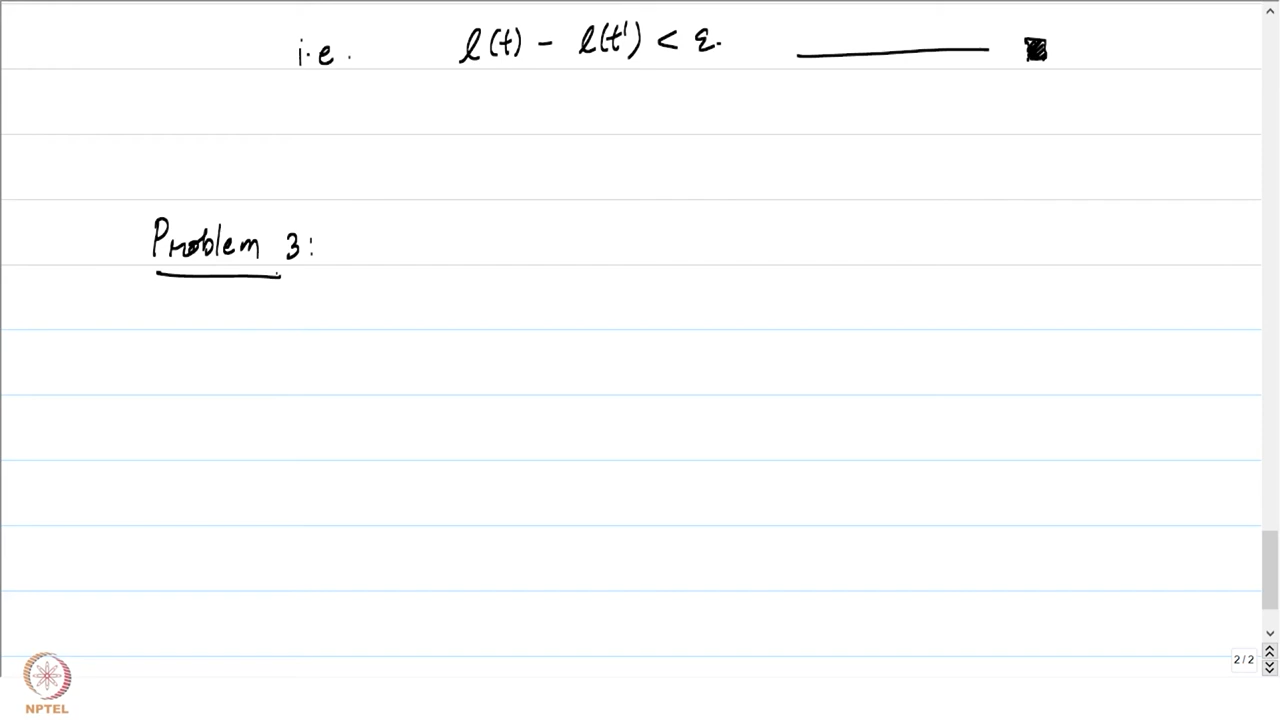 i.e. l(t) - l(t') < ε.
Problem 3:
2 / 2
NPTEL